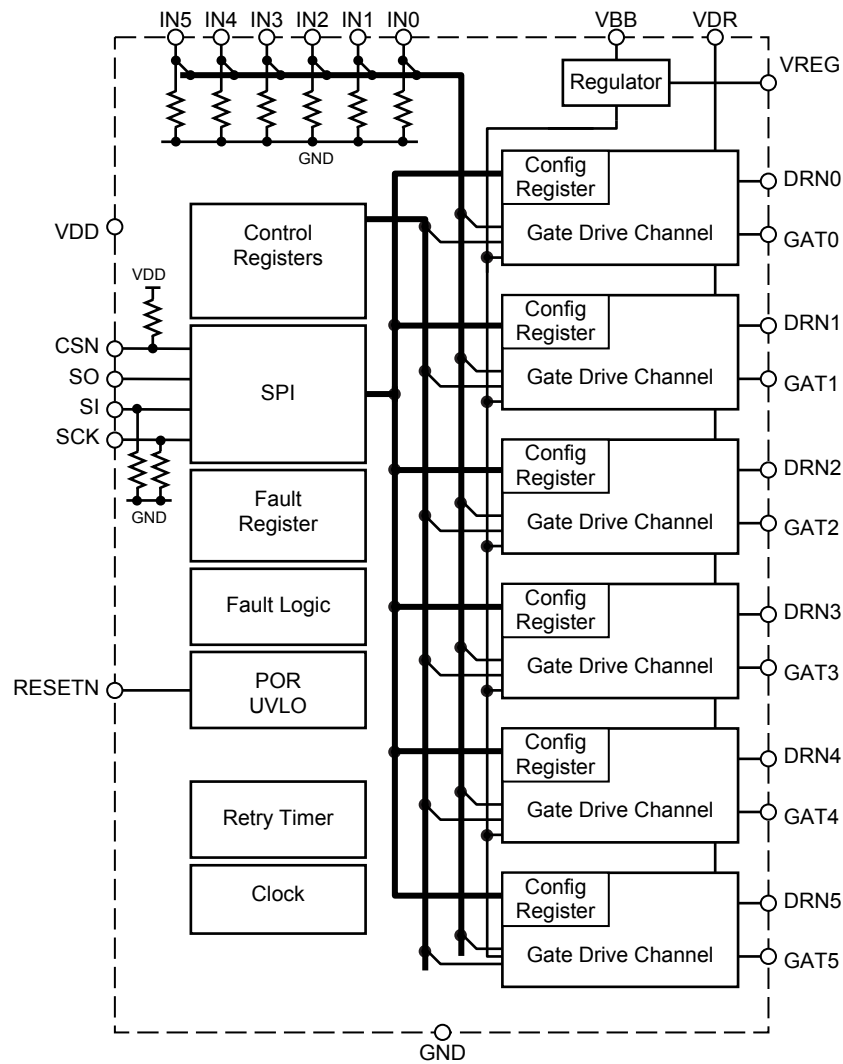 IN5 IN4 IN3 IN2 IN1 IN0 VBB VDR
VREG
Regulator
GND
Config
Register
DRN0
Gate Drive Channel
GAT0
VDD
Control
Registers
VDD
CSN
SO
SI
SCK
SPI
GND
Config
Register
DRN1
Gate Drive Channel
GAT1
Fault
Register
Config
Register
DRN2
Gate Drive Channel
GAT2
Fault Logic
Config
Register
DRN3
Gate Drive Channel
GAT3
RESETN
POR
UVLO
Config
Register
DRN4
Gate Drive Channel
GAT4
Retry Timer
Clock
Config
Register
DRN5
Gate Drive Channel
GAT5
GND